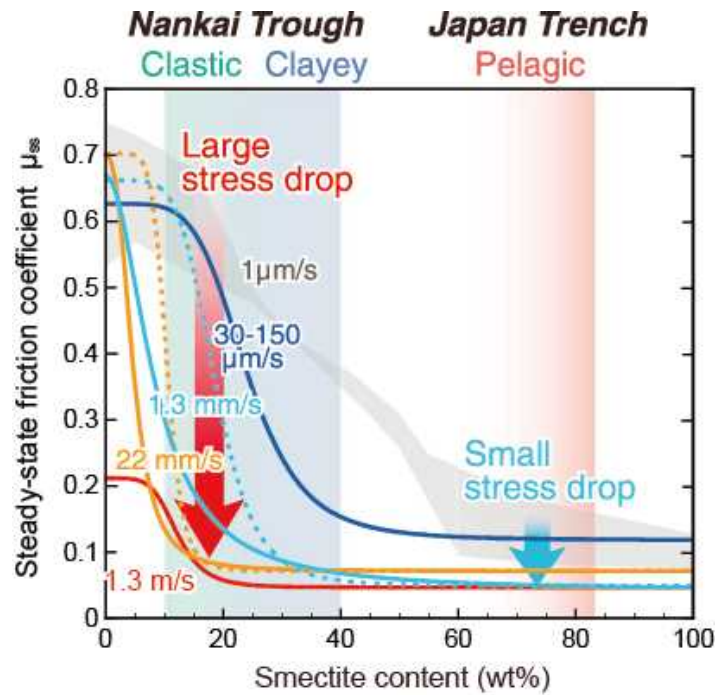 Nankai Trough Japan Trench
Clastic Clayey Pelagic
0.8
0.7
0.6
0.5
0.4
0.3
0.2
0.1
0
Steady-state friction coefficient μss
Large
stress drop
1μm/s
30-150
μm/s
1.3 mm/s
22 mm/s
1.3 m/s
Small
stress drop
0 20 40 60 80 100
Smectite content (wt%)